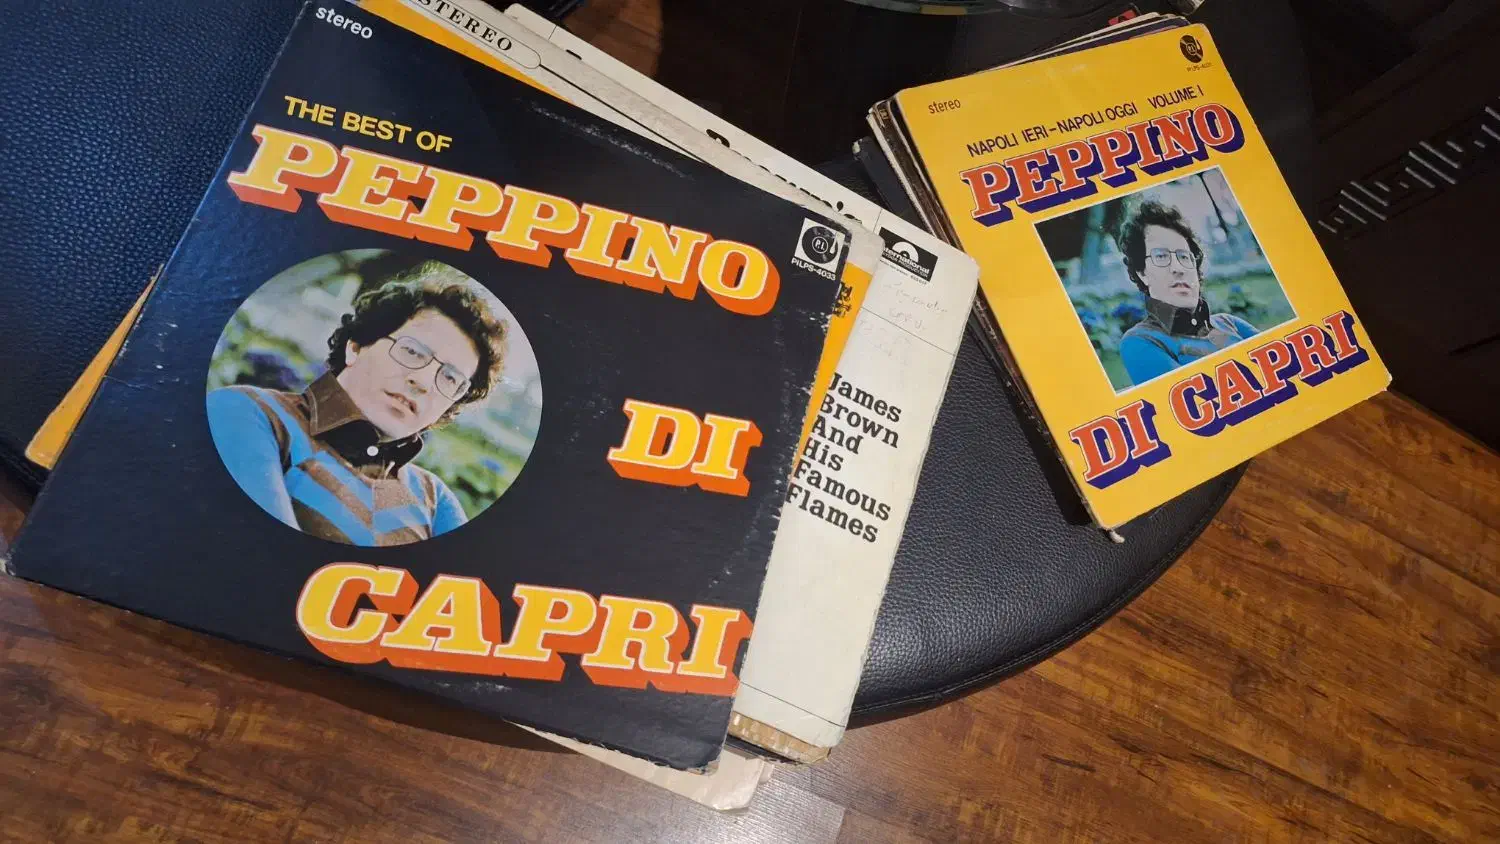 stereo
THE BEST OF
PEPPINO
DI
CAPRI
P.I.
PILPS-4033
STEREO
International
James
Brown
And
His
Famous
Flames
stereo
NAPOLI IERI-NAPOLI OGGI VOLUME I
PEPPINO
DI CAPRI
P.I.